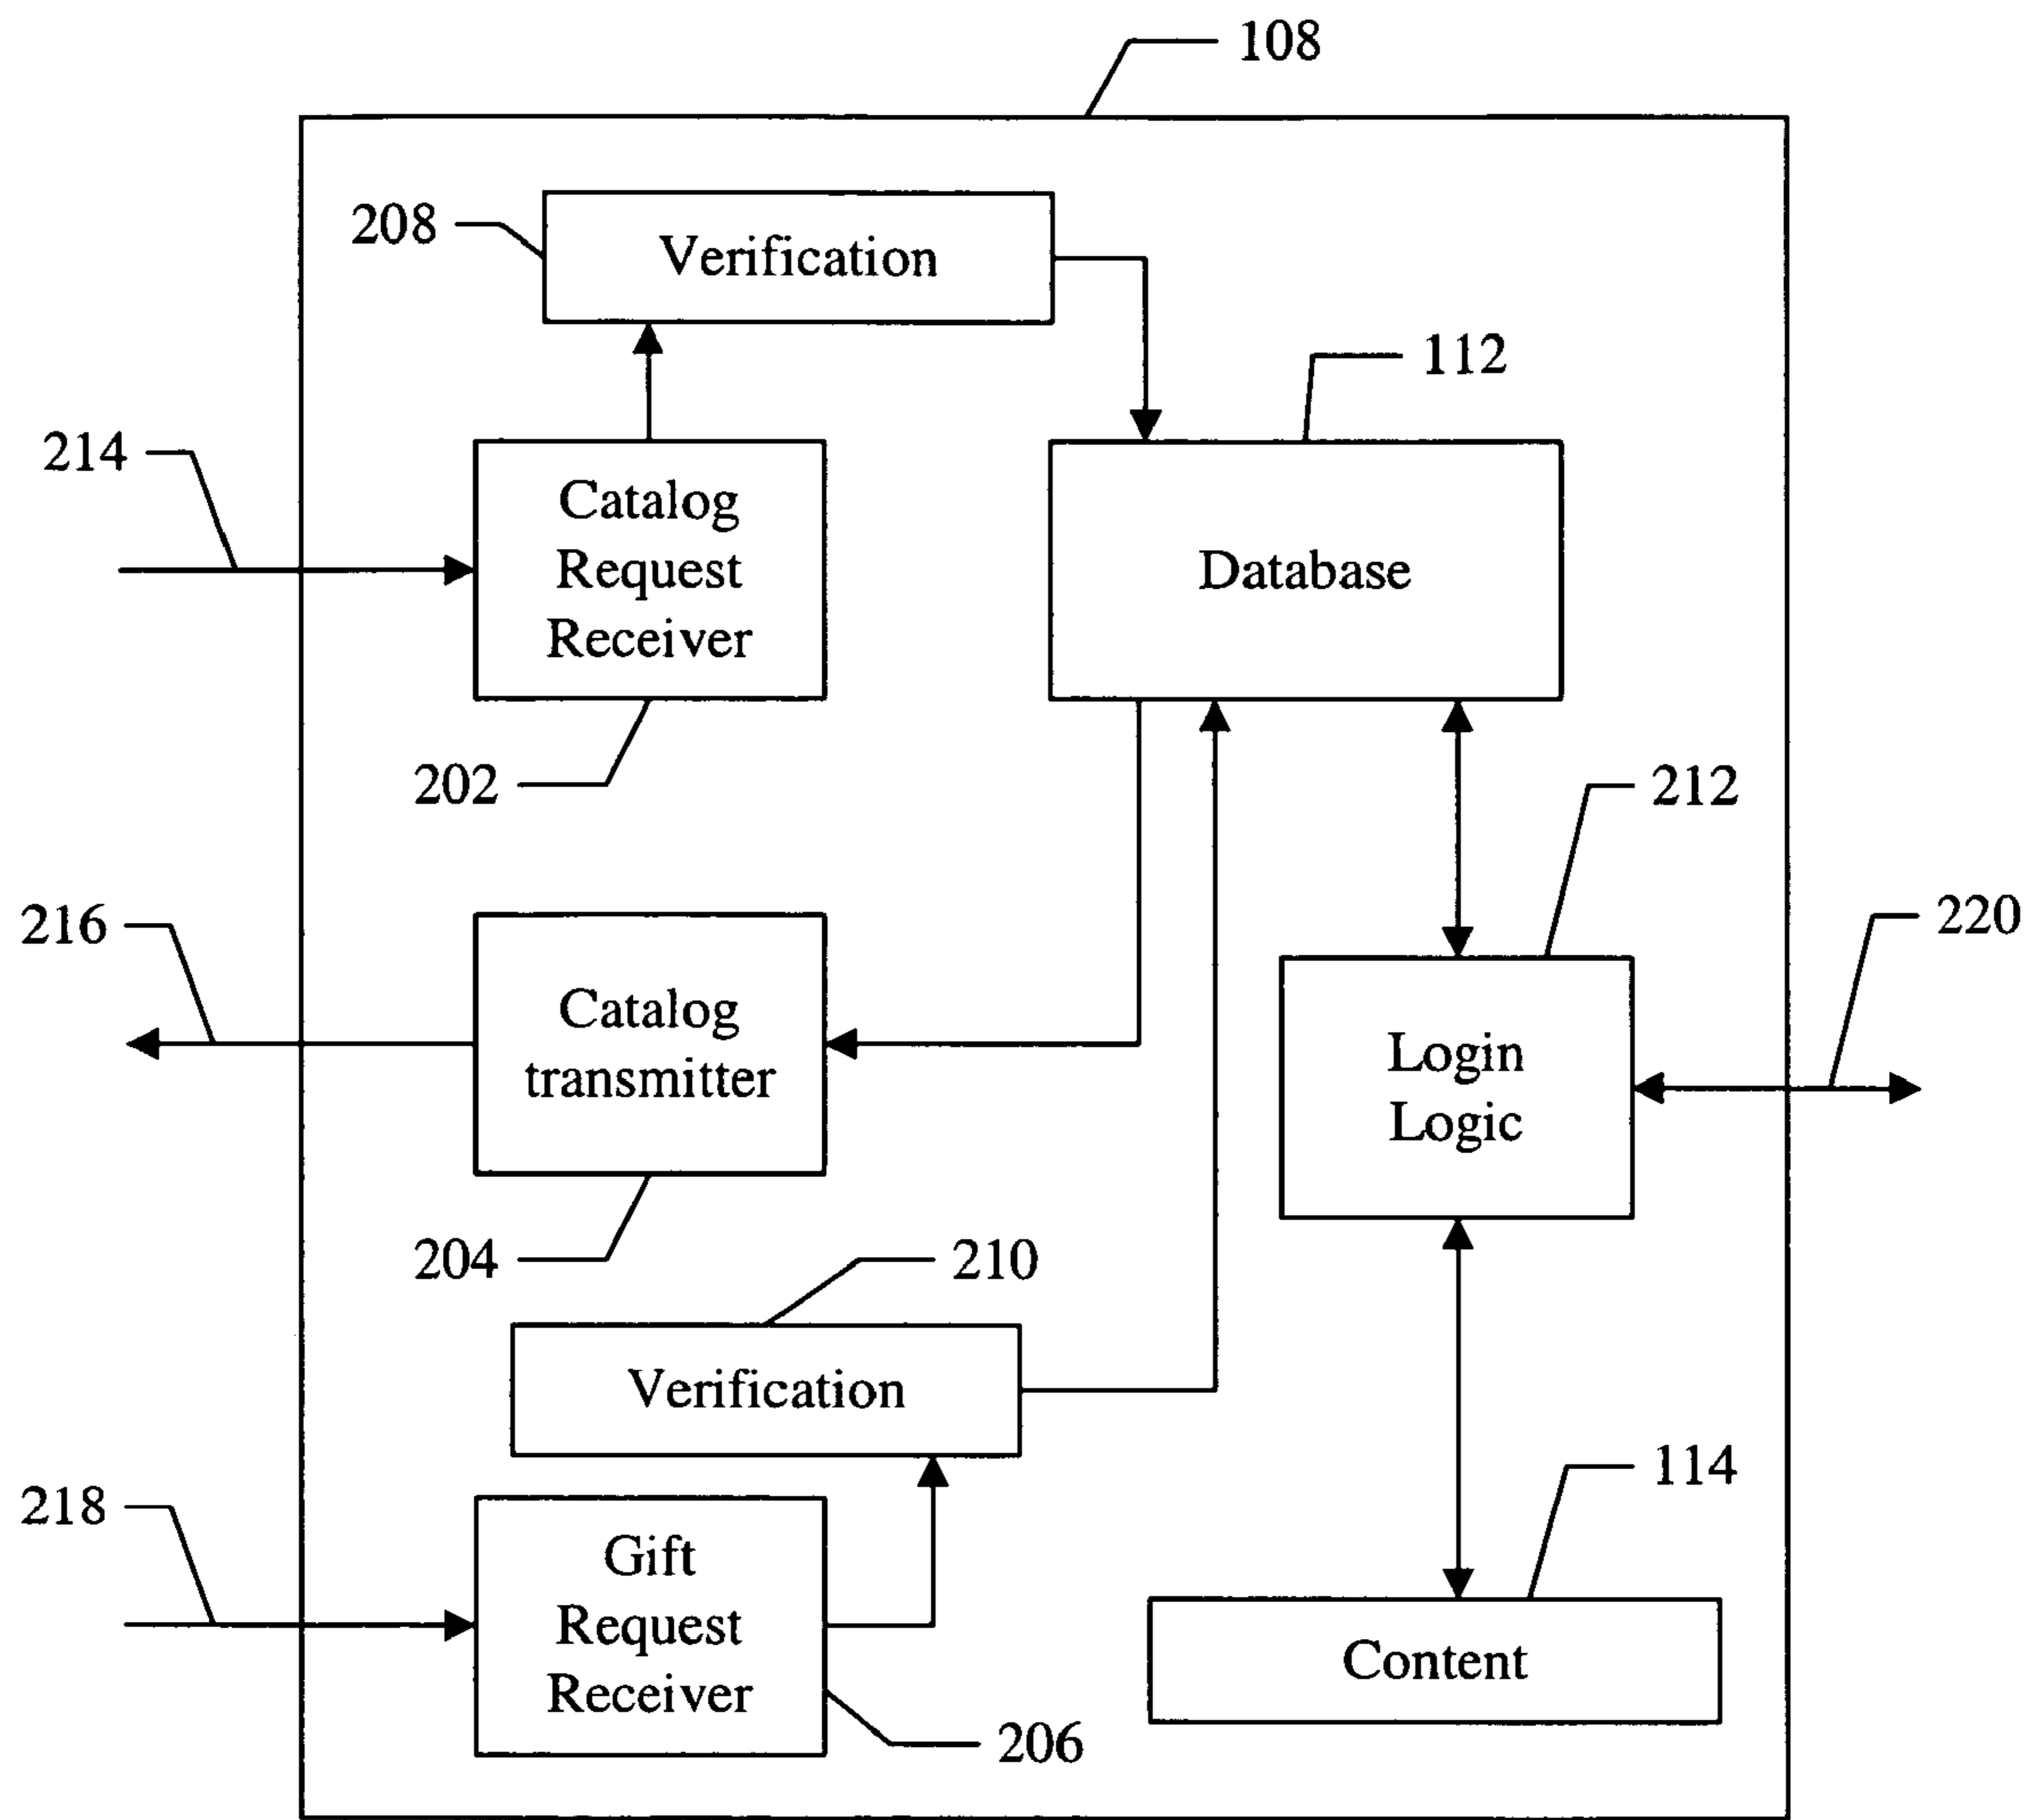 108
208
Verification
112
214
Catalog
Request
Receiver
Database
202
212
216
220
Catalog
transmitter
Login
Logic
204
210
Verification
114
218
Gift
Request
Receiver
Content
206